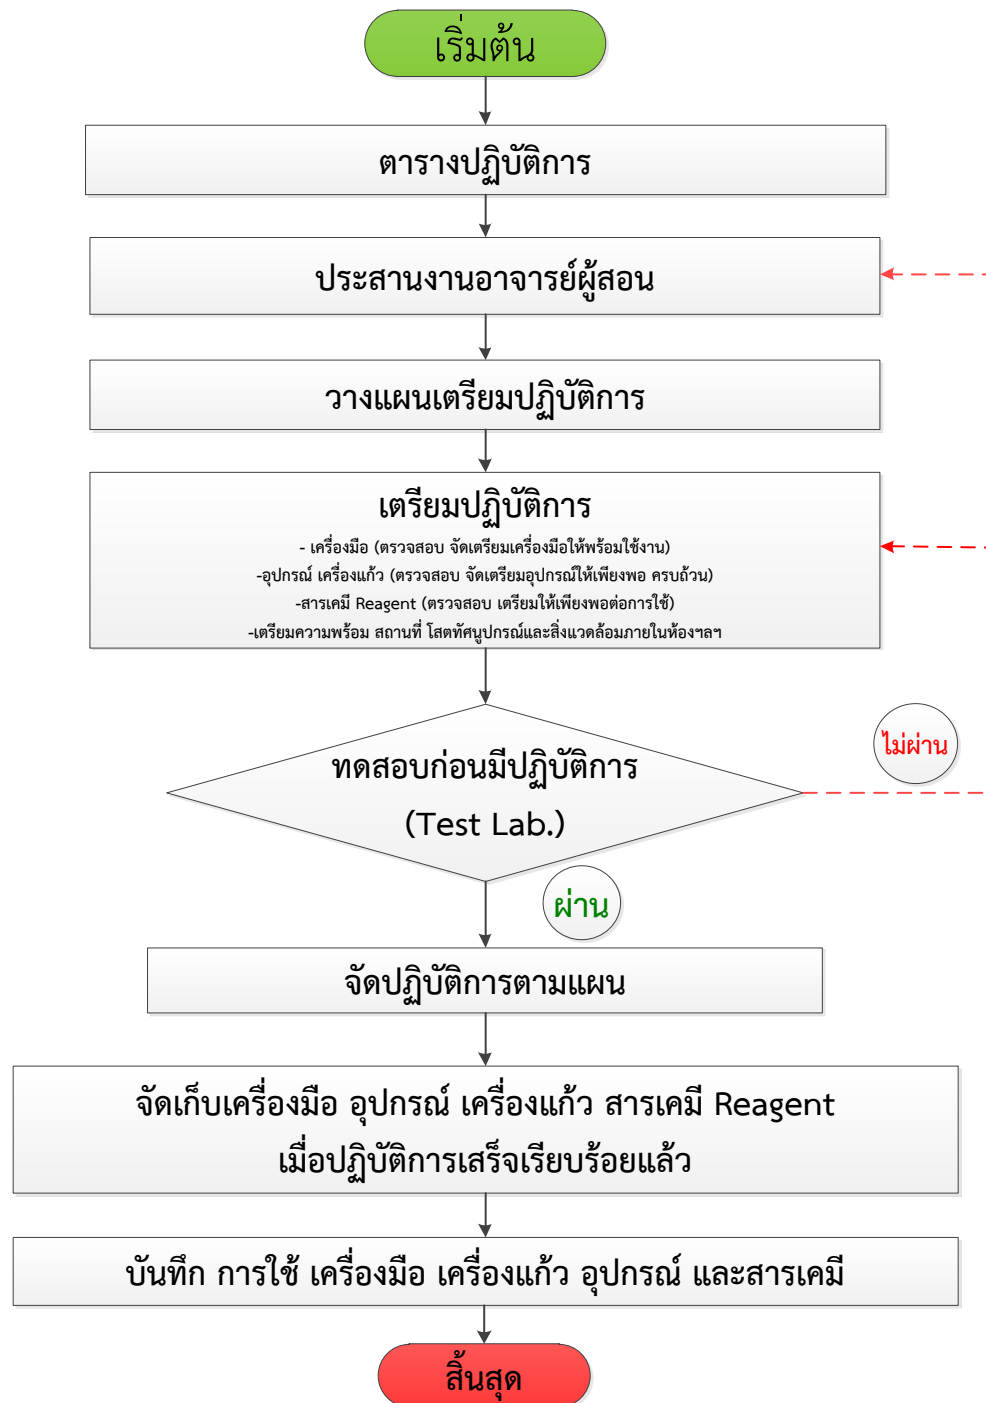 เริ่มต้น
ตารางปฏิบัติการ
ประสานงานอาจารย์ผู้สอน
วางแผนเตรียมปฏิบัติการ
เตรียมปฏิบัติการ
- เครื่องมือ (ตรวจสอบ จัดเตรียมเครื่องมือให้พร้อมใช้งาน)
-อุปกรณ์ เครื่องแก้ว (ตรวจสอบ จัดเตรียมอุปกรณ์ให้เพียงพอ ครบถ้วน)
-สารเคมี Reagent (ตรวจสอบ เตรียมให้เพียงพอต่อการใช้)
-เตรียมความพร้อม สถานที่ โสตทัศนูปกรณ์และสิ่งแวดล้อมภายในห้องฯลฯ
ทดสอบก่อนมีปฏิบัติการ
(Test Lab.)
ไม่ผ่าน
ผ่าน
จัดปฏิบัติการตามแผน
จัดเก็บเครื่องมือ อุปกรณ์ เครื่องแก้ว สารเคมี Reagent
เมื่อปฏิบัติการเสร็จเรียบร้อยแล้ว
บันทึก การใช้ เครื่องมือ เครื่องแก้ว อุปกรณ์ และสารเคมี
สิ้นสุด